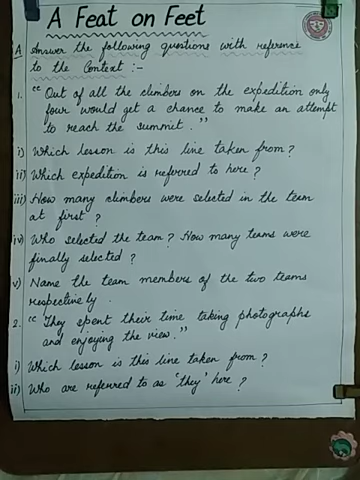 A Feat on Feet
A Answer the following questions with reference
to the Context :-
1. "Out of all the climbers on the expedition only
four would get a chance to make an attempt
to reach the summit."
i) Which lesson is this line taken from?
ii) Which expedition is referred to here?
iii) How many climbers were selected in the team
at first?
iv) Who selected the team? How many teams were
finally selected?
v) Name the team members of the two teams
respectively.
2. "They spent their time taking photographs
and enjoying the view."
i) Which lesson is this line taken from?
ii) Who are referred to as 'they' here?